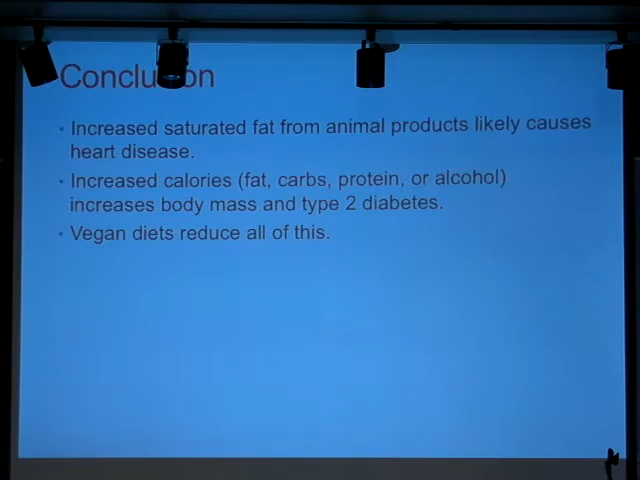 Conclusion
• Increased saturated fat from animal products likely causes
heart disease.
• Increased calories (fat, carbs, protein, or alcohol)
increases body mass and type 2 diabetes.
• Vegan diets reduce all of this.